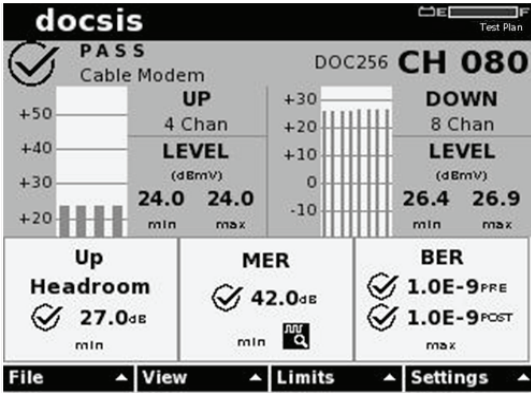 docsis
E F
Test Plan
PASS
Cable Modem
DOC256 CH 080
UP
4 Chan
LEVEL
(dBmV)
24.0 24.0
min max
+50
+40
+30
+20
DOWN
8 Chan
LEVEL
(dBmV)
26.4 26.9
min max
+30
+20
+10
0
-10
Up
Headroom
27.0dB
min
MER
42.0dB
min
BER
1.0E-9PRE
1.0E-9POST
max
File View Limits Settings